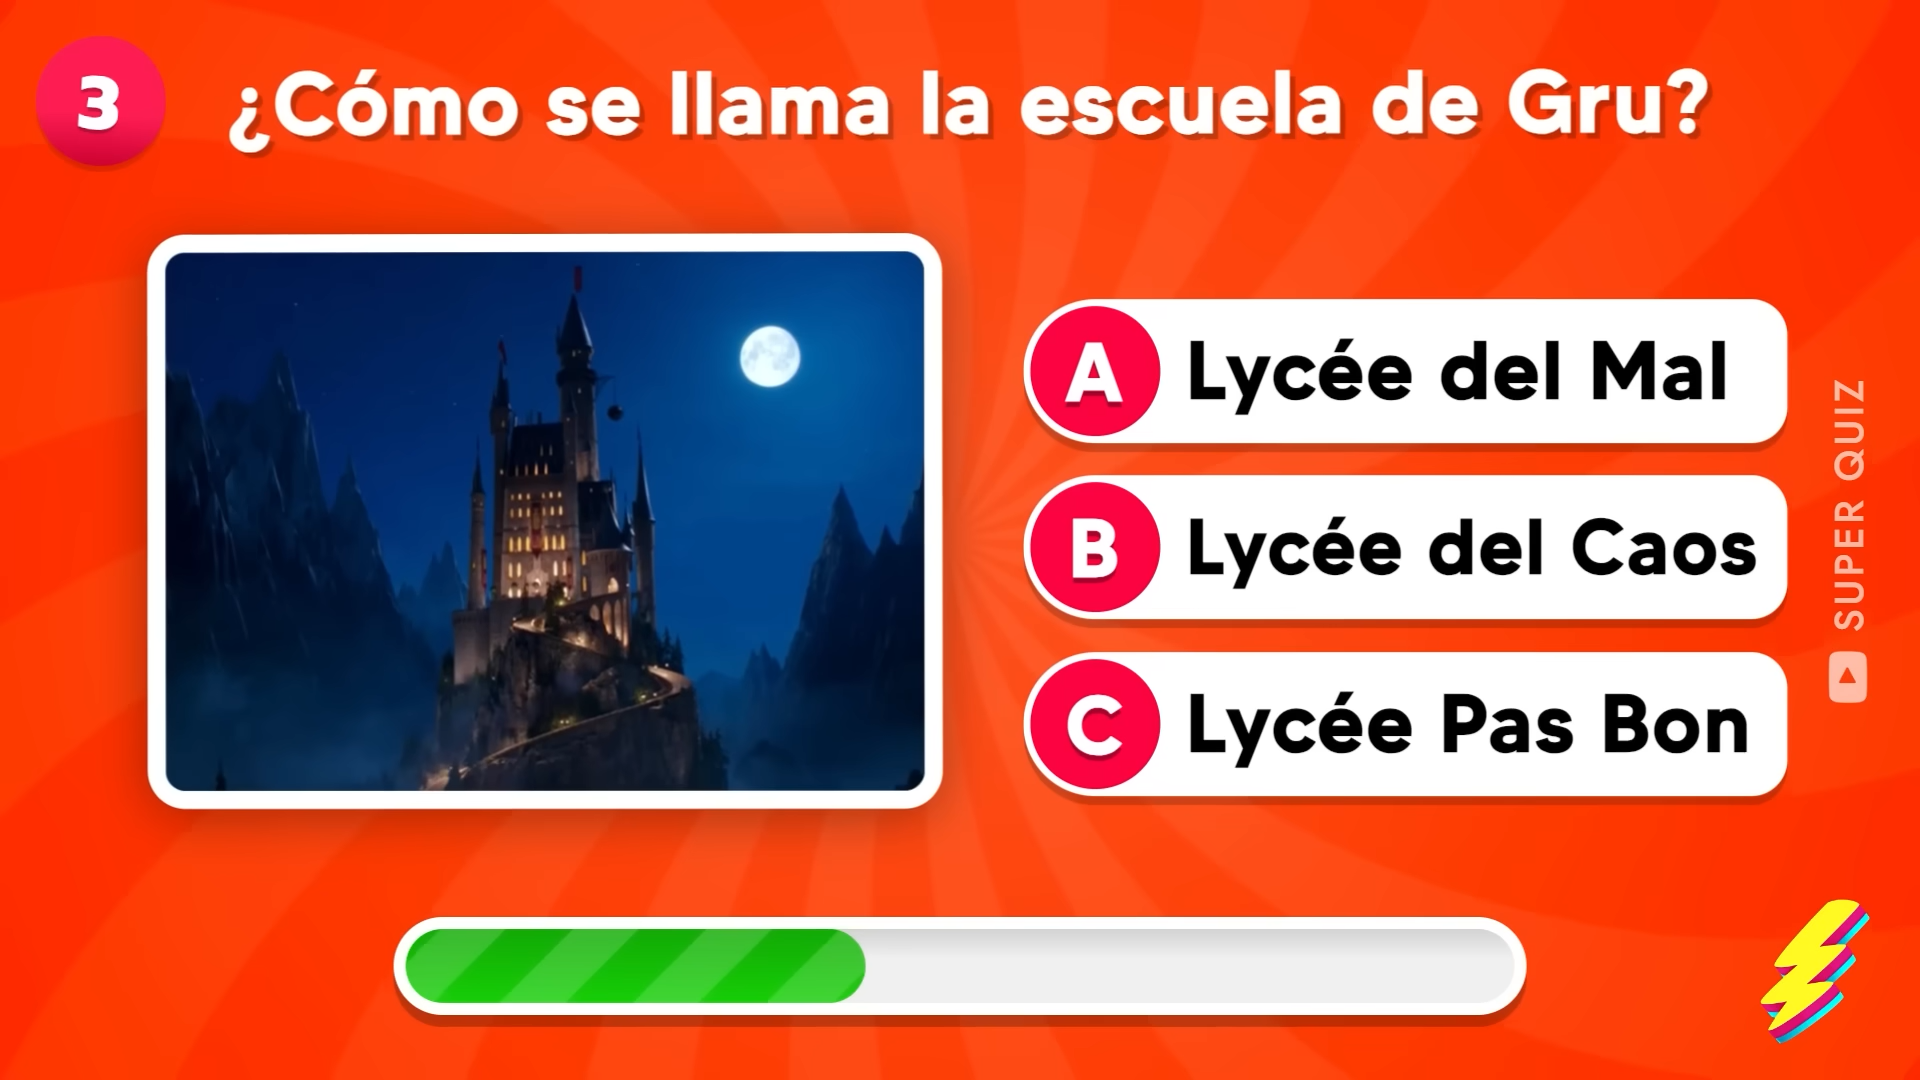 3
¿Cómo se llama la escuela de Gru?
A Lycée del Mal
B Lycée del Caos
C Lycée Pas Bon
SUPER QUIZ